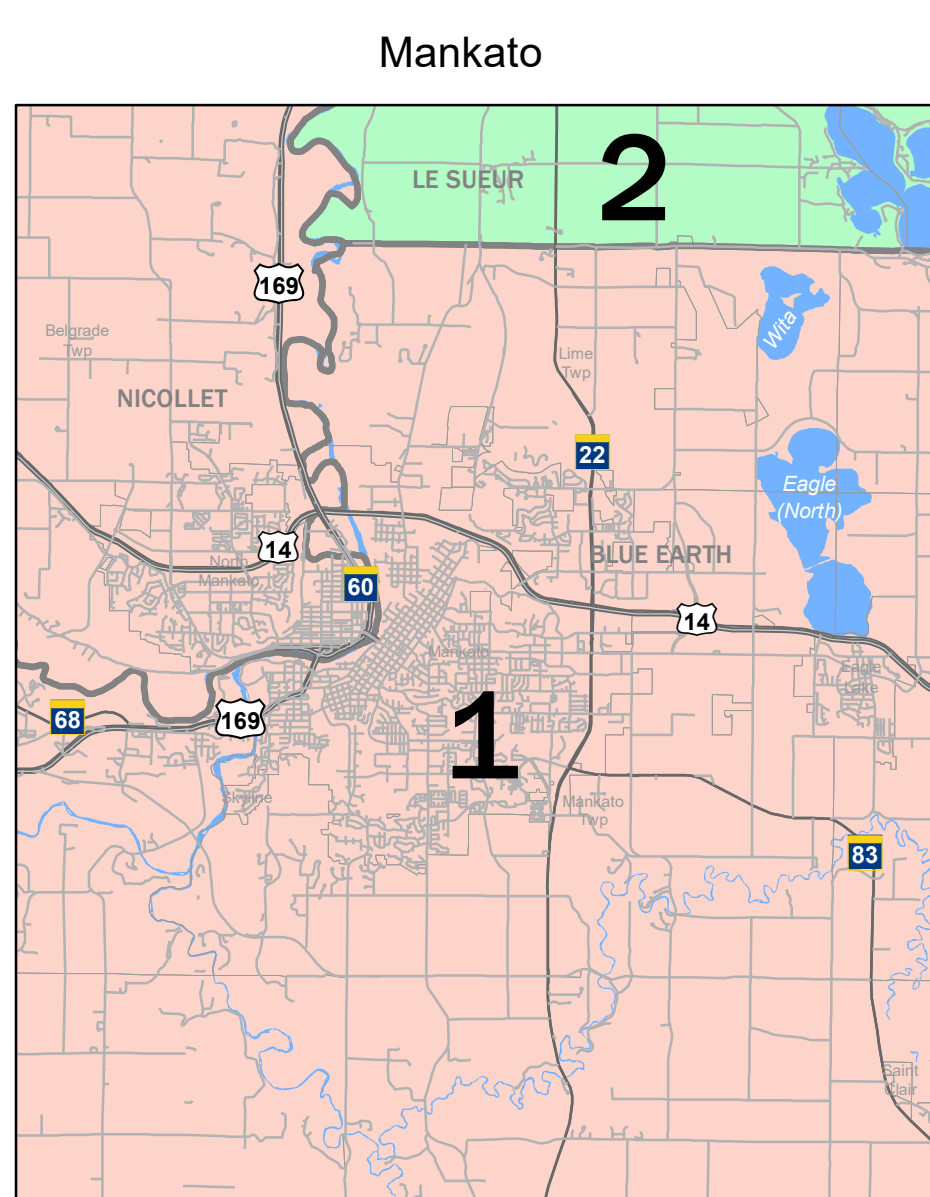 Mankato
2
LE SUEUR
169
Wita
Belgrade
Twp
Lime
Twp
NICOLLET
22
Eagle
(North)
14
BLUE EARTH
North
Mankato
60
14
Mankato
Eagle
Lake
68
169
1
Skyline
Mankato
Twp
83
Saint
Clair